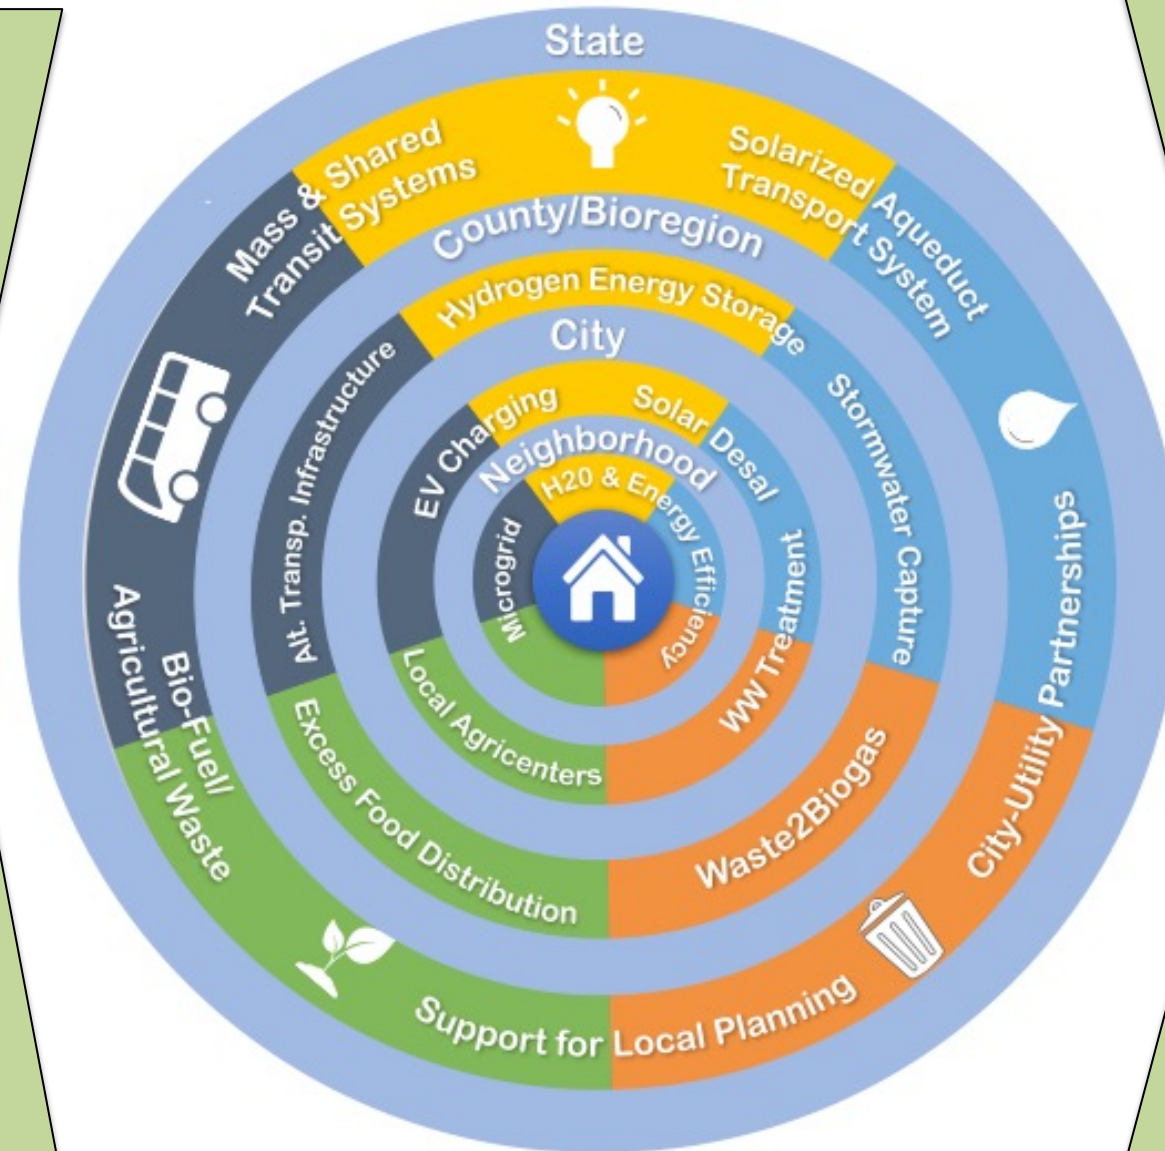 State
Mass & Shared
Transit Systems
Solarized Aqueduct
Transport System
City-Utility Partnerships
Support for Local Planning
Bio-Fuel/
Agricultural Waste
County/Bioregion
Hydrogen Energy Storage
Stormwater Capture
Waste2Biogas
Excess Food Distribution
Alt. Transp. Infrastructure
City
EV Charging
Solar Desal
WW Treatment
Local Agricenters
Neighborhood
H20 & Energy Efficiency
Microgrid